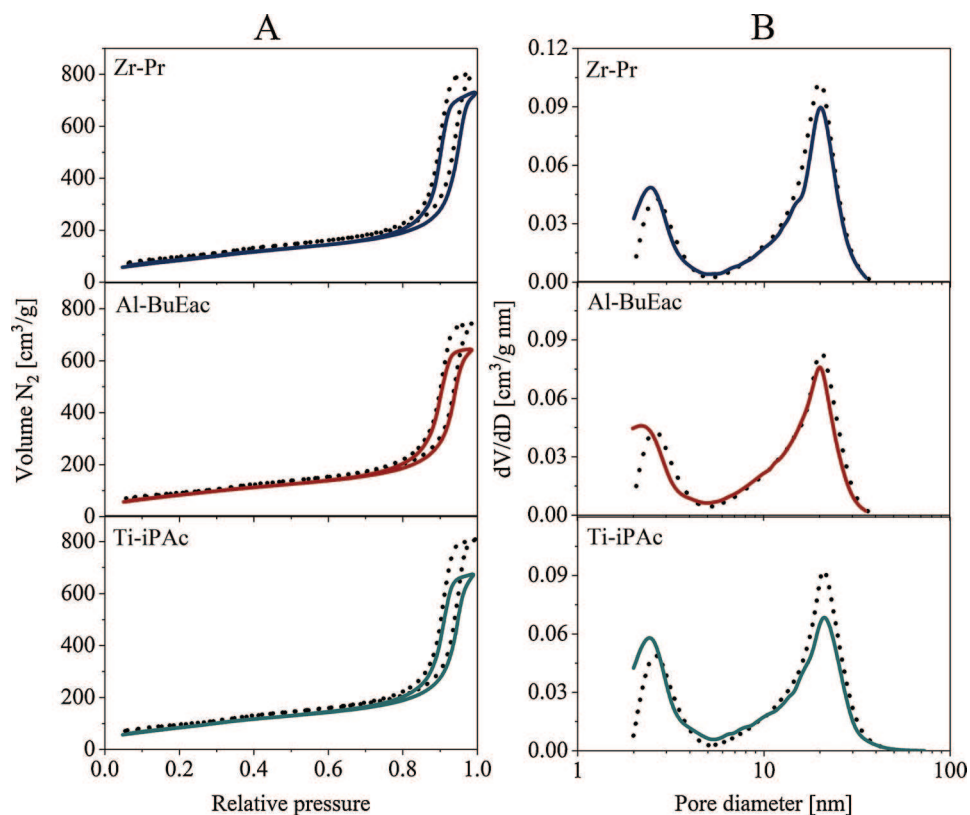 A
B
Zr-Pr
800
600
400
200
0
Al-BuEac
800
600
400
200
0
Ti-iPAc
800
600
400
200
0
0.0 0.2 0.4 0.6 0.8 1.0
Volume N₂ [cm³/g]
Relative pressure
0.12
Zr-Pr
0.09
0.06
0.03
0.00
Al-BuEac
0.09
0.06
0.03
0.00
Ti-iPAc
0.09
0.06
0.03
0.00
1 10 100
dV/dD [cm³/g nm]
Pore diameter [nm]